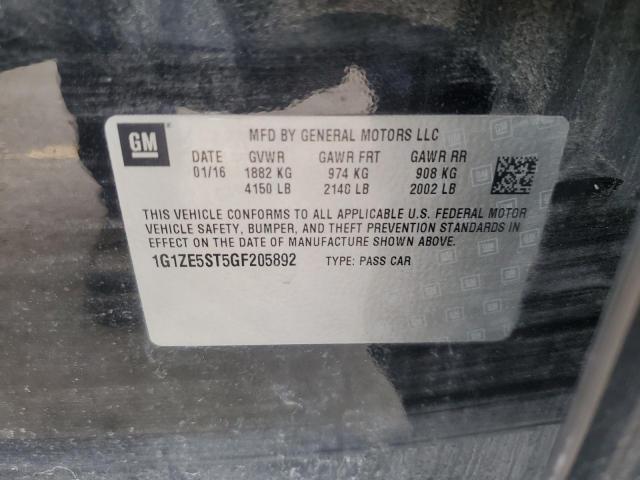 GM
MFD BY GENERAL MOTORS LLC
DATE GVWR GAWR FRT GAWR RR
01/16 1882 KG 974 KG 908 KG
4150 LB 2148 LB 2002 LB
THIS VEHICLE CONFORMS TO ALL APPLICABLE U.S. FEDERAL MOTOR
VEHICLE SAFETY, BUMPER, AND THEFT PREVENTION STANDARDS IN
EFFECT ON THE DATE OF MANUFACTURE SHOWN ABOVE.
1G1ZE5ST5GF205892 TYPE: PASS CAR